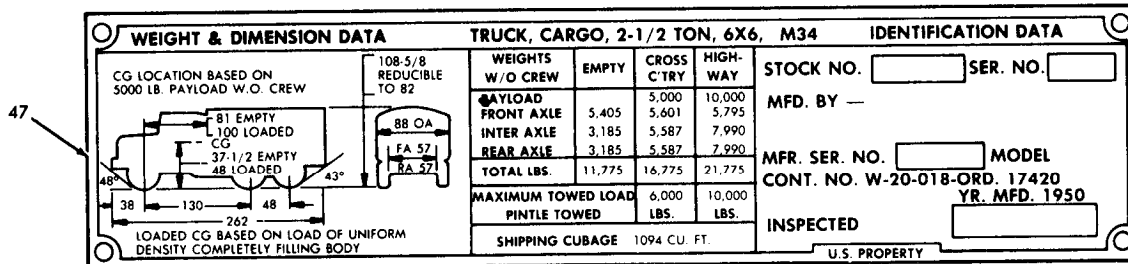 WEIGHT & DIMENSION DATA
TRUCK, CARGO, 2-1/2 TON, 6X6, M34
IDENTIFICATION DATA
47
CG LOCATION BASED ON
5000 LB. PAYLOAD W.O. CREW
108-5/8
REDUCIBLE
TO 82
81 EMPTY
100 LOADED
CG
37-1/2 EMPTY
48 LOADED
88 OA
FA 57
RA 57
48°
43°
38
130
48
262
LOADED CG BASED ON LOAD OF UNIFORM
DENSITY COMPLETELY FILLING BODY
WEIGHTS W/O CREW EMPTY CROSS C'TRY HIGH-WAY
PAYLOAD 5,000 10,000
FRONT AXLE 5,405 5,601 5,795
INTER AXLE 3,185 5,587 7,990
REAR AXLE 3,185 5,587 7,990
TOTAL LBS. 11,775 16,775 21,775
MAXIMUM TOWED LOAD 6,000 10,000
PINTLE TOWED LBS. LBS.
SHIPPING CUBAGE 1094 CU. FT.
STOCK NO. SER. NO.
MFD. BY —
MFR. SER. NO. MODEL
CONT. NO. W-20-018-ORD. 17420
YR. MFD. 1950
INSPECTED
U.S. PROPERTY